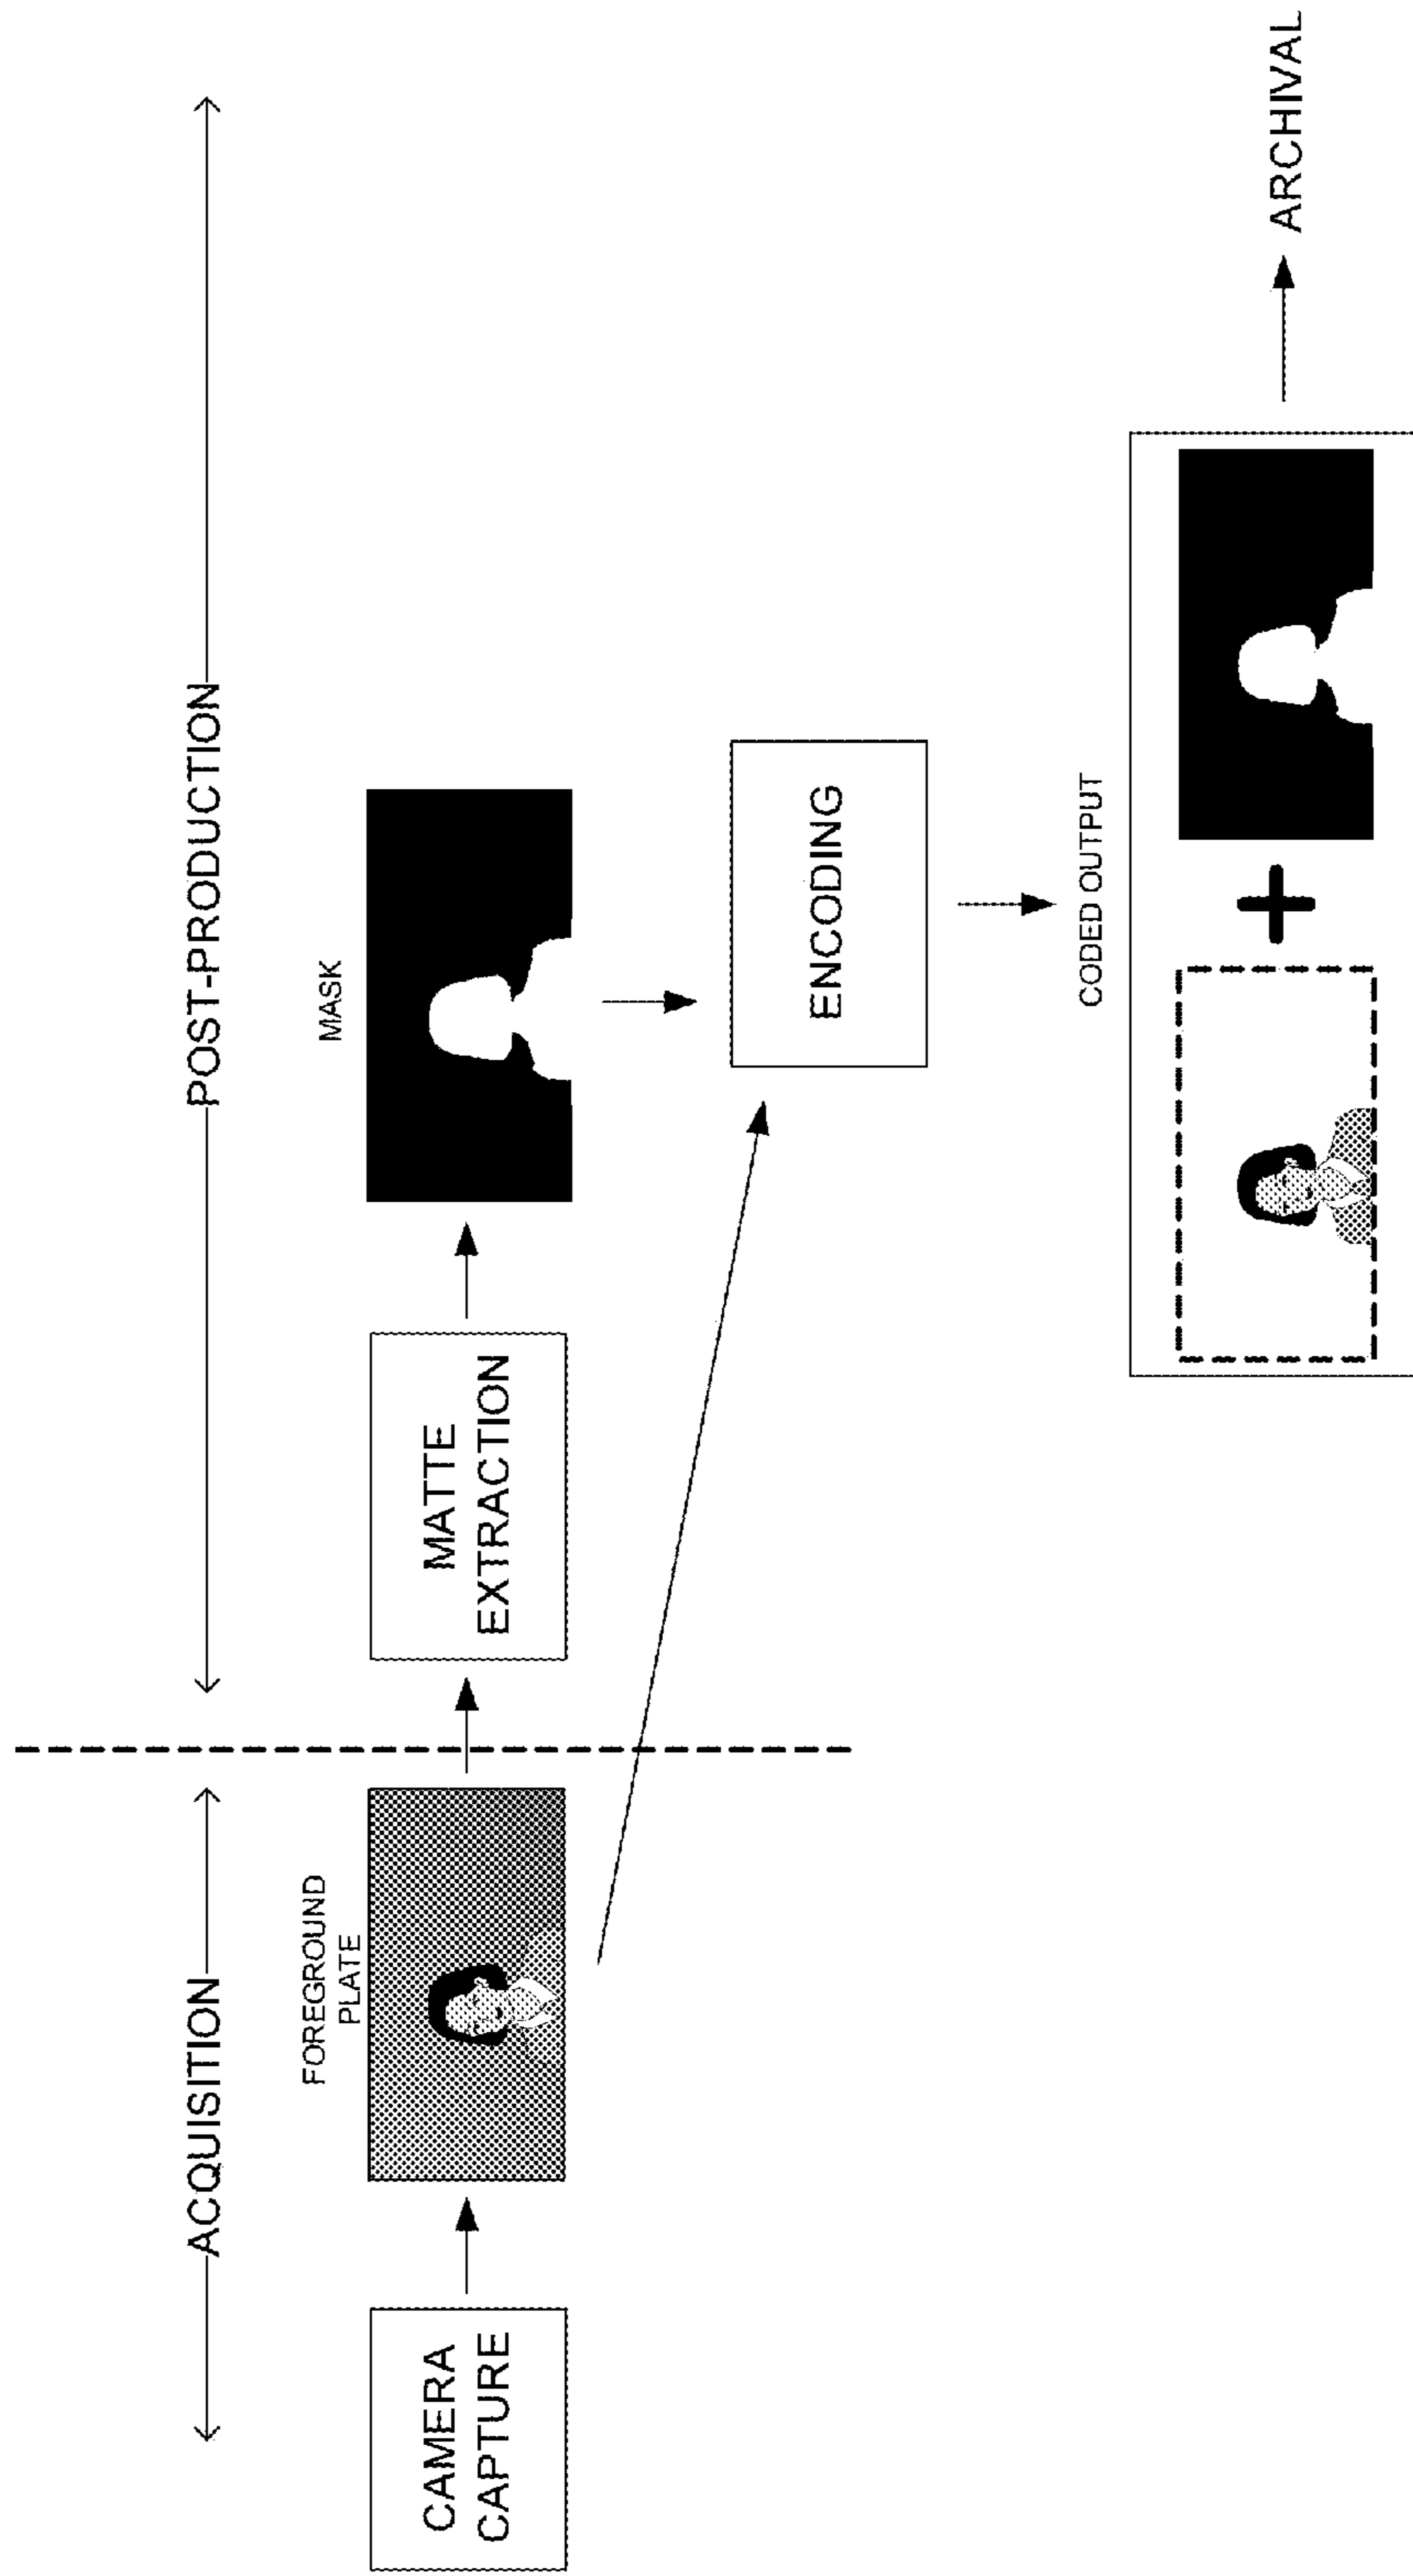 ACQUISITION
POST-PRODUCTION
CAMERA
CAPTURE
FOREGROUND
PLATE
MATTE
EXTRACTION
MASK
ENCODING
CODED OUTPUT
ARCHIVAL